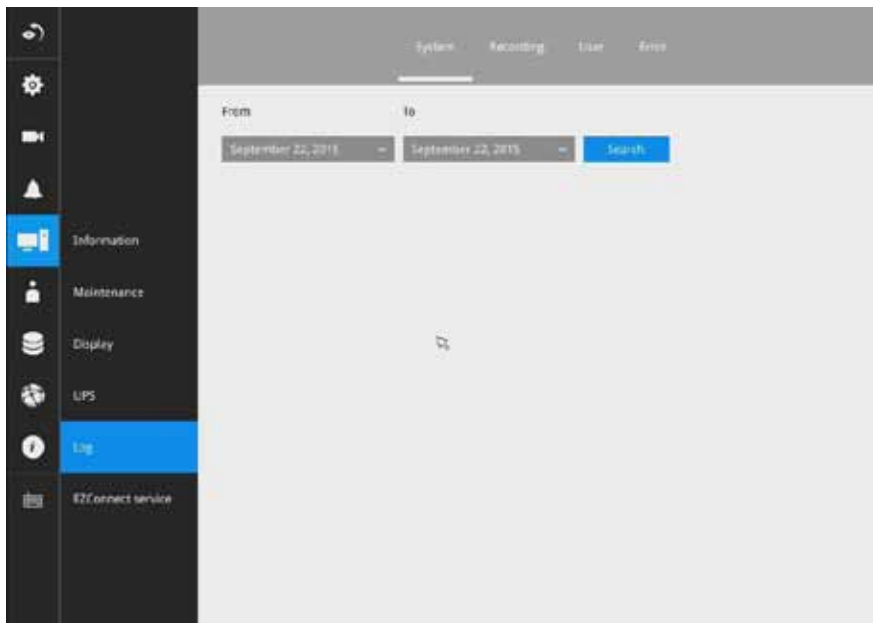 System Recording User Error
From To
September 22, 2015 September 22, 2015 Search
Information
Maintenance
Display
UPS
Log
EZConnect service